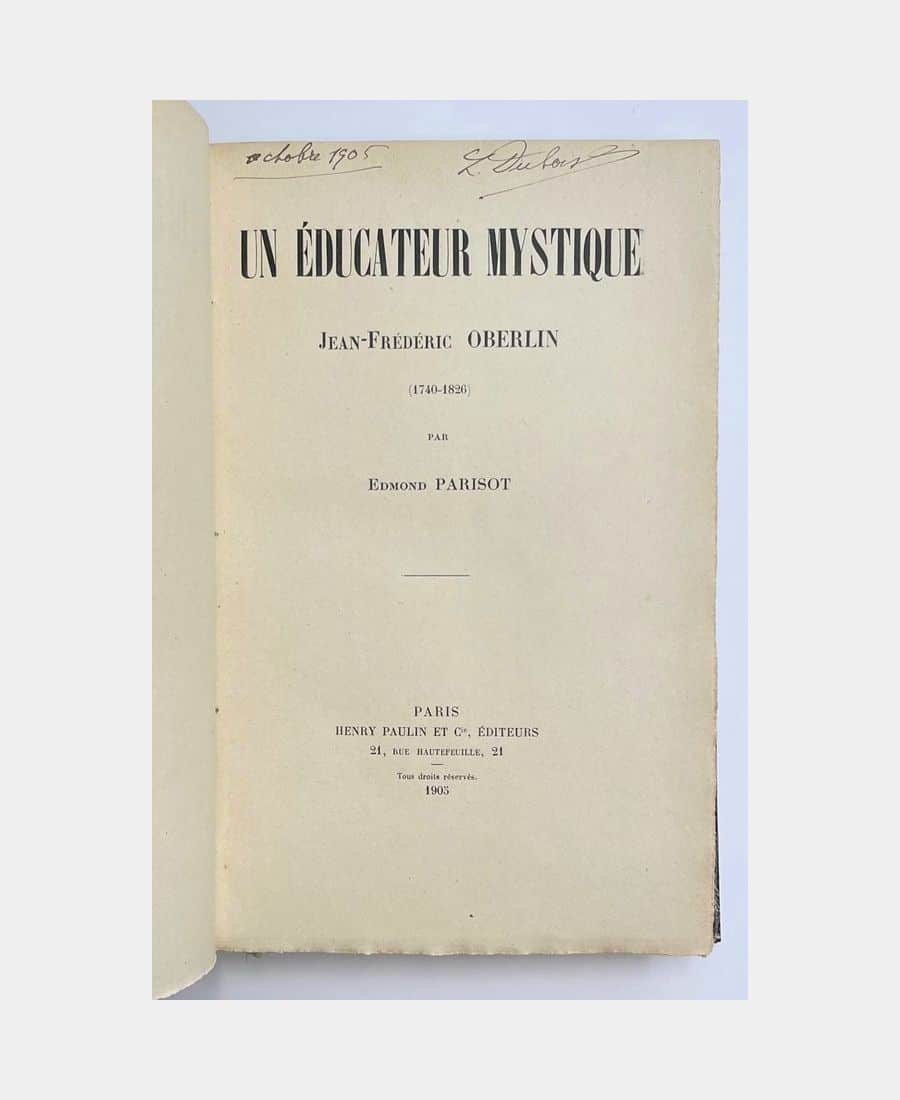 octobre 1905 L. Dubois
UN ÉDUCATEUR MYSTIQUE
JEAN-FRÉDÉRIC OBERLIN
(1740-1826)
PAR
EDMOND PARISOT
PARIS
HENRY PAULIN ET Cie, ÉDITEURS
21, RUE HAUTEFEUILLE, 21
Tous droits réservés.
1905